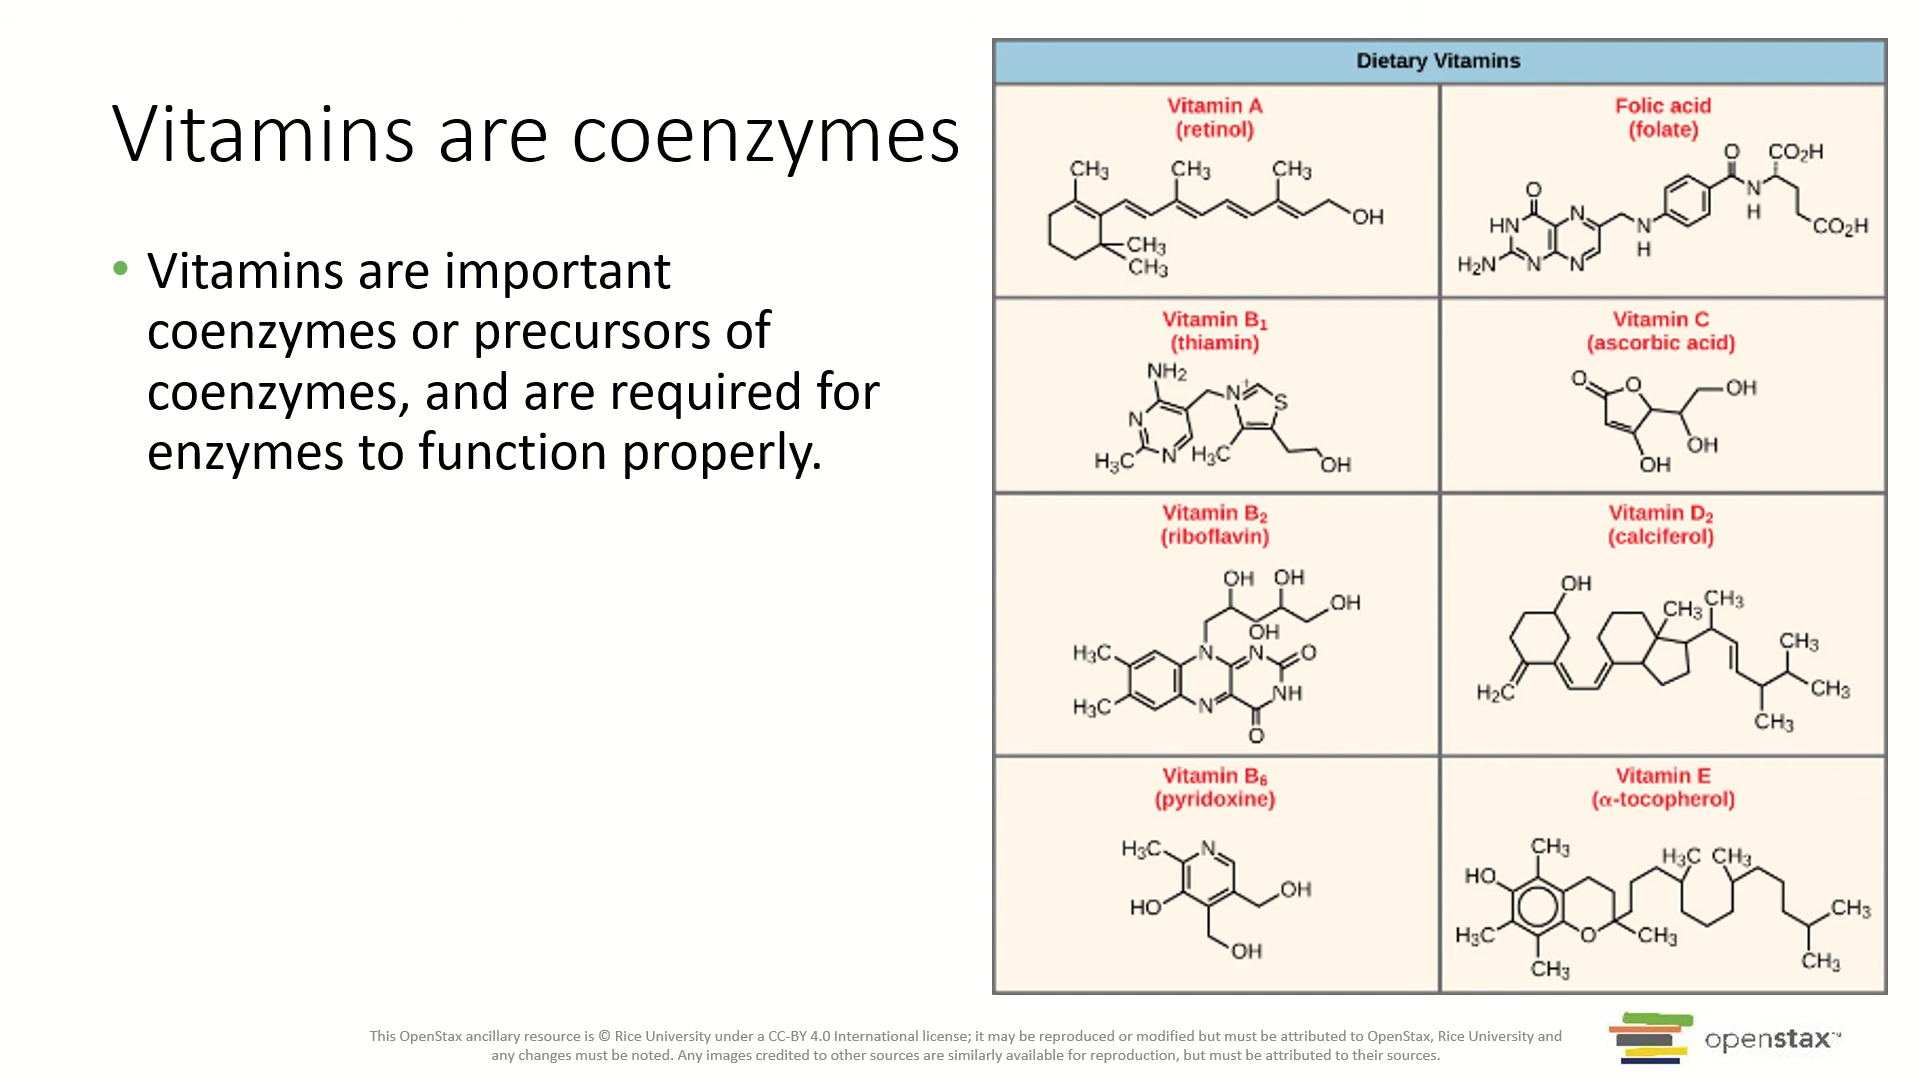 Vitamins are coenzymes
• Vitamins are important
coenzymes or precursors of
coenzymes, and are required for
enzymes to function properly.
Dietary Vitamins
Vitamin A
(retinol)
CH₃ CH₃ CH₃
OH
CH₃
CH₃
Folic acid
(folate)
O CO₂H
O N
H
HN N N CO₂H
H
H₂N N N
Vitamin B₁
(thiamin)
NH₂
N⁺ S
N
H₃C N H₃C OH
Vitamin C
(ascorbic acid)
O O OH
OH
OH
Vitamin B₂
(riboflavin)
OH OH
OH
OH
H₃C N N O
NH
H₃C N
O
Vitamin D₂
(calciferol)
OH
CH₃ CH₃
CH₃
H₂C CH₃
CH₃
Vitamin B₆
(pyridoxine)
H₃C N
OH
HO
OH
Vitamin E
(α-tocopherol)
CH₃ H₃C CH₃
HO
CH₃
H₃C O CH₃
CH₃ CH₃
This OpenStax ancillary resource is © Rice University under a CC-BY 4.0 International license; it may be reproduced or modified but must be attributed to OpenStax, Rice University and
any changes must be noted. Any images credited to other sources are similarly available for reproduction, but must be attributed to their sources.
openstax™